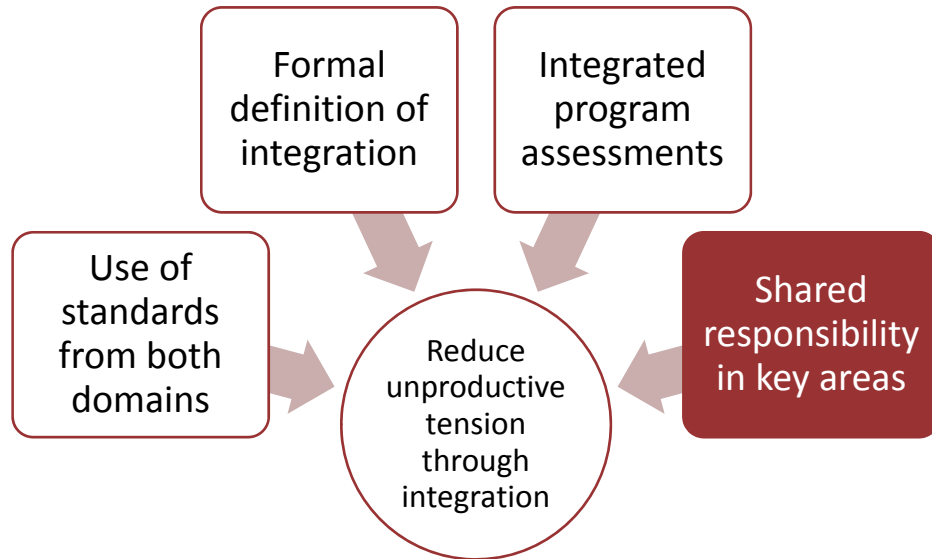 Formal
definition of
integration
Integrated
program
assessments
Use of
standards
from both
domains
Shared
responsibility
in key areas
Reduce
unproductive
tension
through
integration